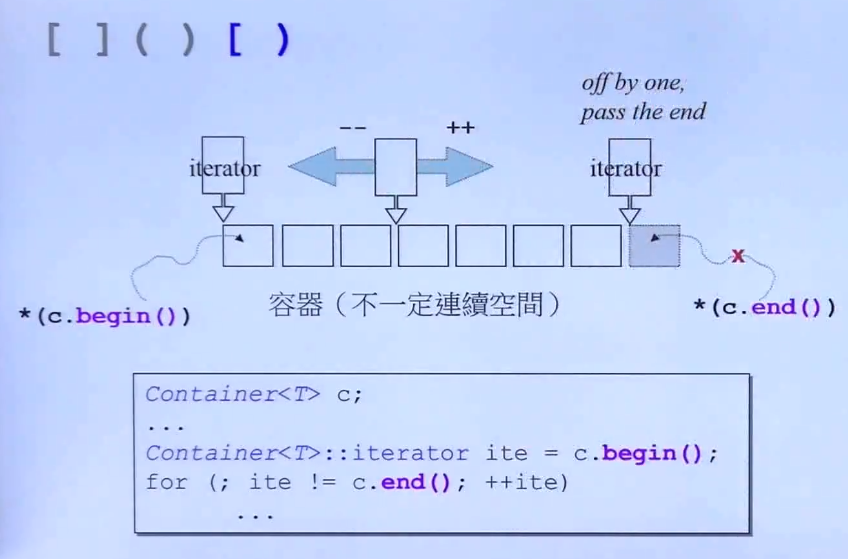 [ ] ( ) [ )
off by one,
pass the end
-- ++
iterator iterator
x
*(c.begin()) 容器（不一定連續空間） *(c.end())
Container<T> c;
...
Container<T>::iterator ite = c.begin();
for (; ite != c.end(); ++ite)
...